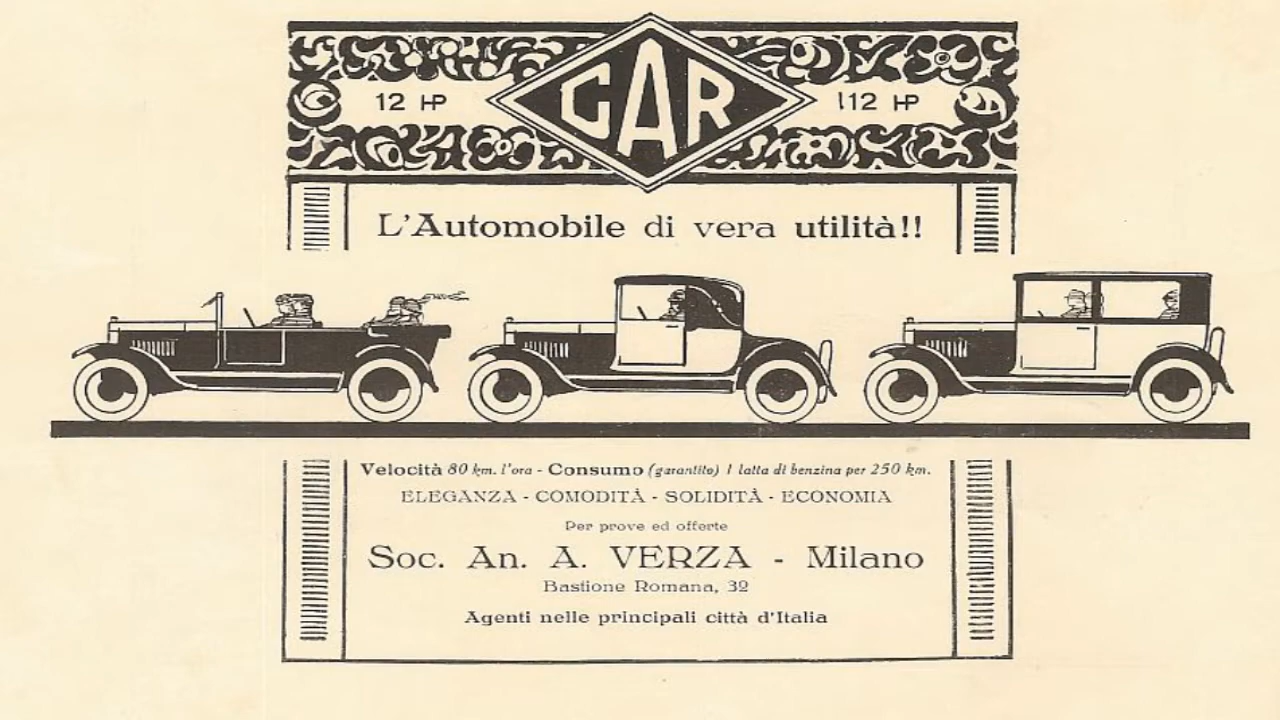 CAR
12 HP
112 HP
L'Automobile di vera utilità!!
Velocità 80 km. l'ora - Consumo (garantito) 1 latta di benzina per 250 km.
ELEGANZA - COMODITÀ - SOLIDITÀ - ECONOMIA
Per prove ed offerte
Soc. An. A. VERZA - Milano
Bastione Romana, 32
Agenti nelle principali città d'Italia